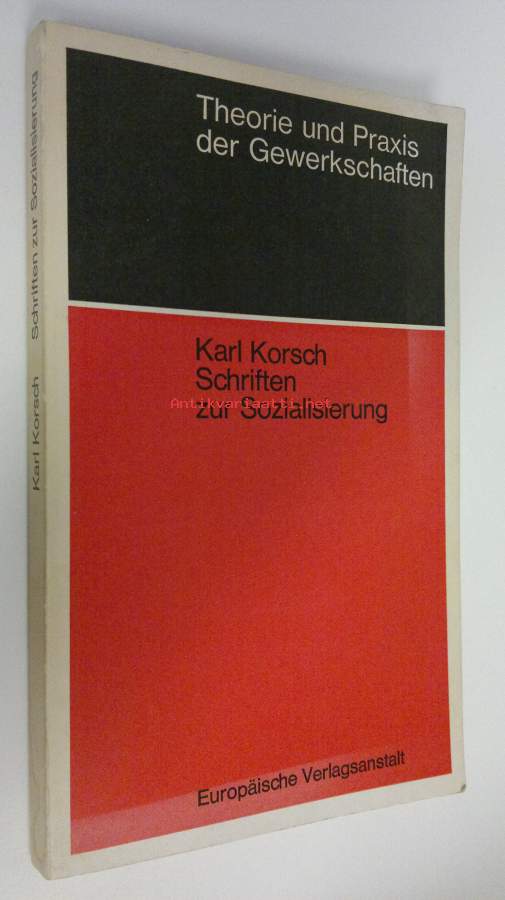 Theorie und Praxis
der Gewerkschaften
Karl Korsch
Schriften
zur Sozialisierung
Antikvariaatti.net
Europäische Verlagsanstalt
Karl Korsch Schriften zur Sozialisierung